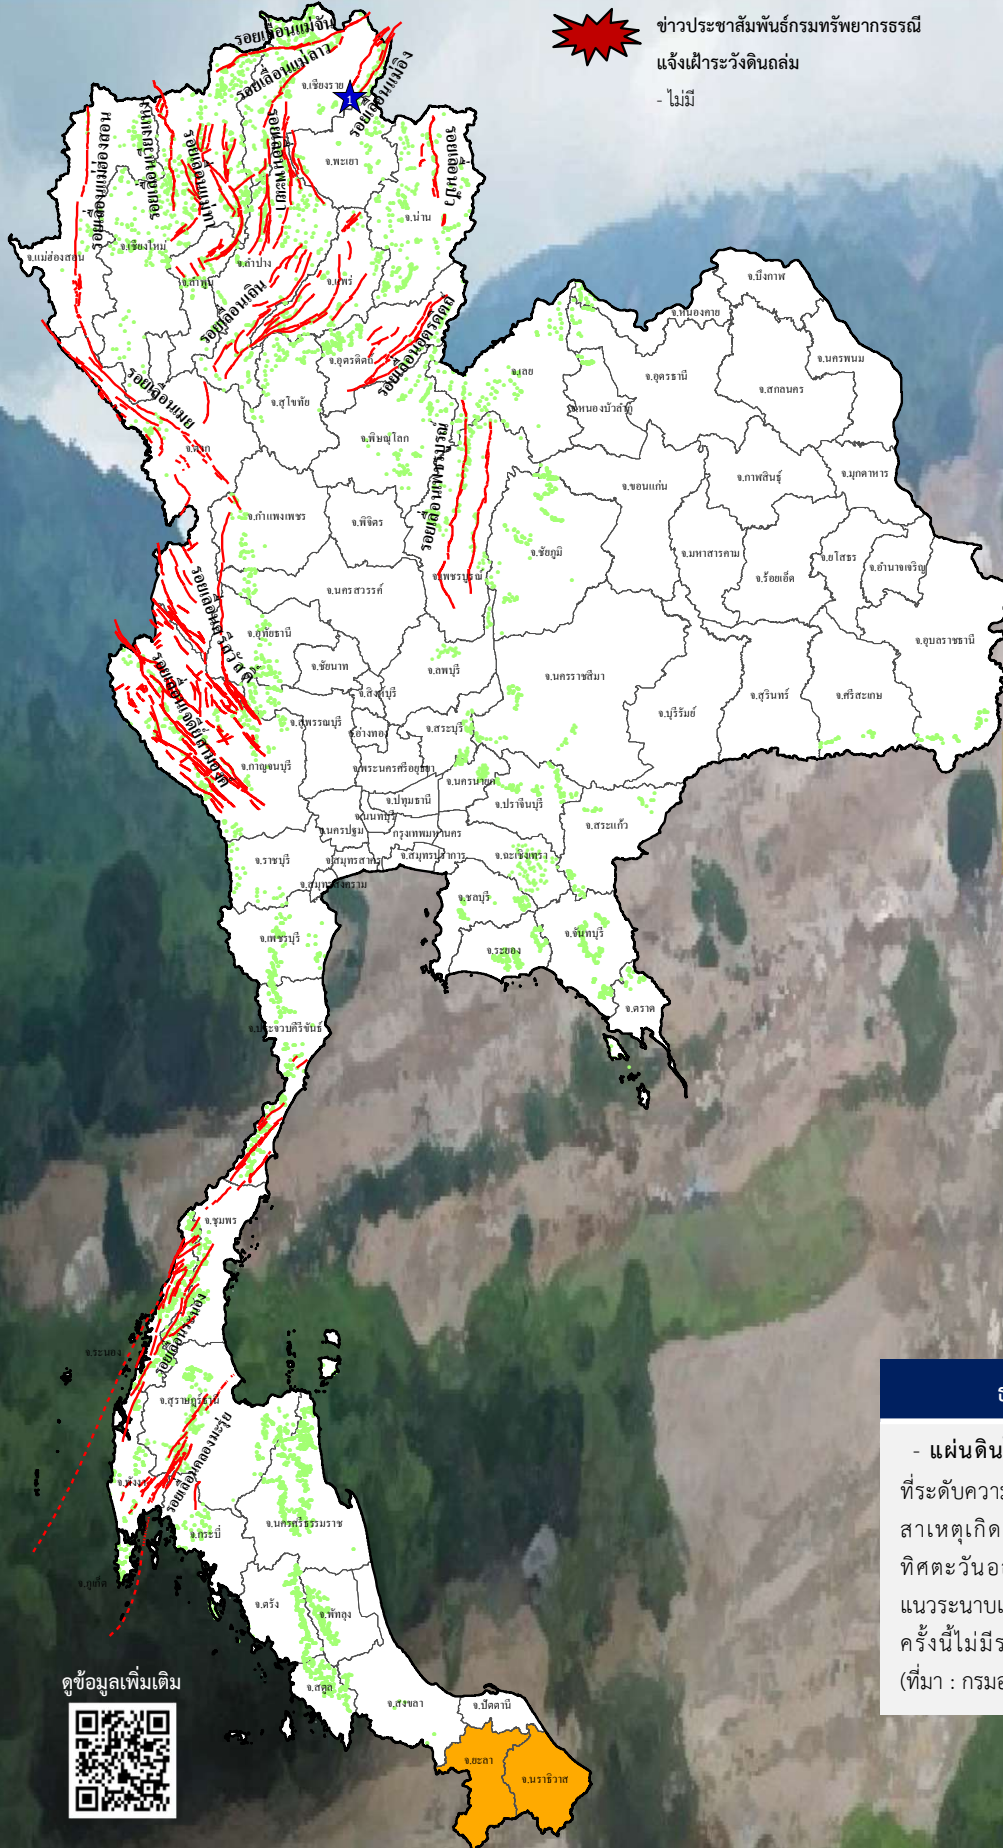 ข่าวประชาสัมพันธ์กรมทรัพยากรธรณี
แจ้งเฝ้าระวังดินถล่ม
- ไม่มี
รอยเลื่อนแม่จัน
รอยเลื่อนแม่ลาว
รอยเลื่อนแม่อิง
จ.เชียงราย
1
รอยเลื่อนแม่ฮ่องสอน
รอยเลื่อนแม่ทา
รอยเลื่อนพะเยา
รอยเลื่อนปัว
จ.พะเยา
จ.น่าน
จ.แม่ฮ่องสอน
จ.เชียงใหม่
จ.ลำปาง
จ.ลำพูน
จ.แพร่
รอยเลื่อนเถิน
รอยเลื่อนอุตรดิตถ์
จ.อุตรดิตถ์
จ.บึงกาฬ
จ.หนองคาย
จ.นครพนม
จ.เลย
จ.อุดรธานี
จ.สกลนคร
รอยเลื่อนเมย
จ.สุโขทัย
จ.หนองบัวลำภู
จ.ตาก
จ.พิษณุโลก
รอยเลื่อนเพชรบูรณ์
จ.ขอนแก่น
จ.กาฬสินธุ์
จ.มุกดาหาร
จ.กำแพงเพชร
จ.พิจิตร
จ.ชัยภูมิ
จ.มหาสารคาม
จ.ยโสธร
จ.อำนาจเจริญ
จ.ร้อยเอ็ด
จ.เพชรบูรณ์
จ.นครสวรรค์
รอยเลื่อนศรีสวัสดิ์
จ.อุทัยธานี
จ.อุบลราชธานี
จ.ชัยนาท
จ.ลพบุรี
จ.นครราชสีมา
รอยเลื่อนเจดีย์สามองค์
จ.สิงห์บุรี
จ.สุรินทร์
จ.ศรีสะเกษ
จ.บุรีรัมย์
จ.สุพรรณบุรี
จ.อ่างทอง
จ.สระบุรี
จ.กาญจนบุรี
จ.พระนครศรีอยุธยา
จ.นครนายก
จ.ปทุมธานี
จ.ปราจีนบุรี
จ.นนทบุรี
จ.นครปฐม
กรุงเทพมหานคร
จ.สระแก้ว
จ.ราชบุรี
จ.สมุทรสาคร
จ.สมุทรปราการ
จ.ฉะเชิงเทรา
จ.สมุทรสงคราม
จ.ชลบุรี
จ.เพชรบุรี
จ.ระยอง
จ.จันทบุรี
จ.ตราด
จ.ประจวบคีรีขันธ์
จ.ชุมพร
รอยเลื่อนระนอง
จ.ระนอง
จ.สุราษฎร์ธานี
รอยเลื่อนคลองมะรุ่ย
จ.พังงา
จ.กระบี่
จ.นครศรีธรรมราช
จ.ภูเก็ต
จ.ตรัง
จ.พัทลุง
จ.สตูล
จ.สงขลา
จ.ปัตตานี
จ.ยะลา
จ.นราธิวาส
ดูข้อมูลเพิ่มเติม
- แผ่นดิน
ที่ระดับควา
สาเหตุเกิด
ทิศตะวันอ
แนวระนาบ
ครั้งนี้ไม่มี
(ที่มา : กรม